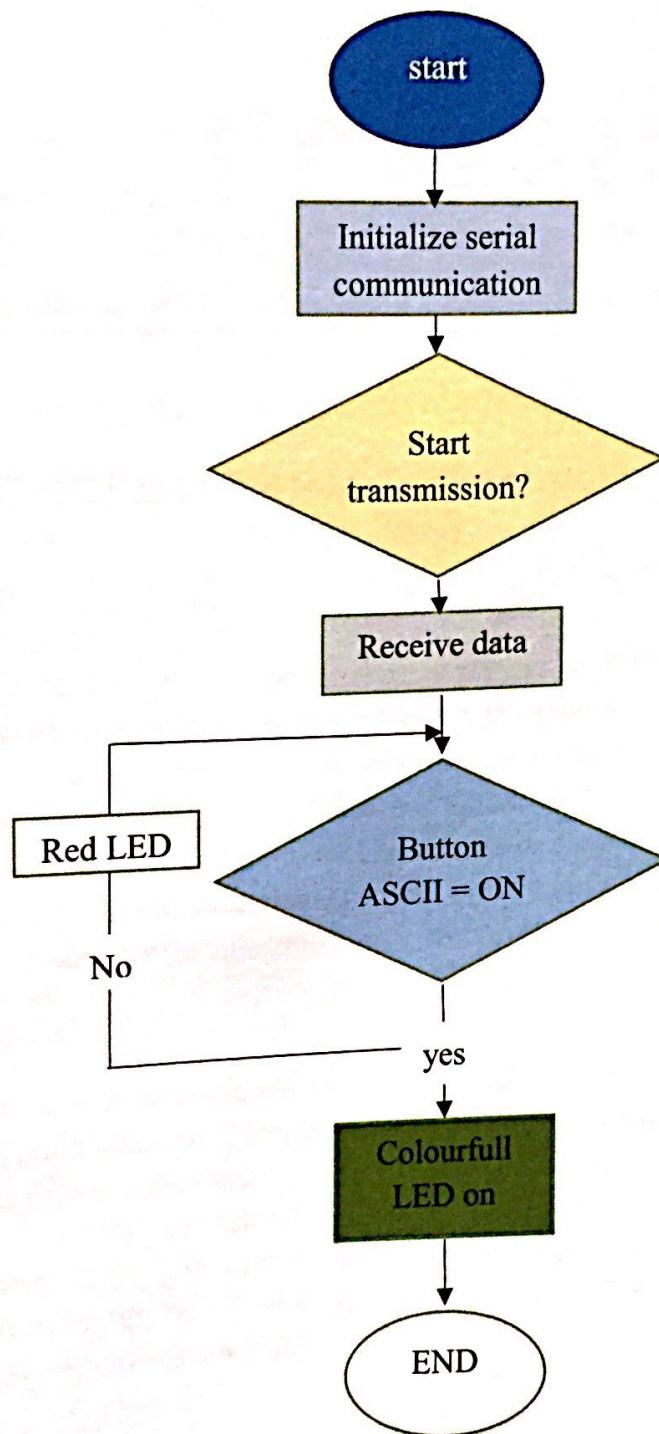 start
Initialize serial
communication
Start
transmission?
Receive data
Red LED
Button
ASCII = ON
No
yes
Colourfull
LED on
END